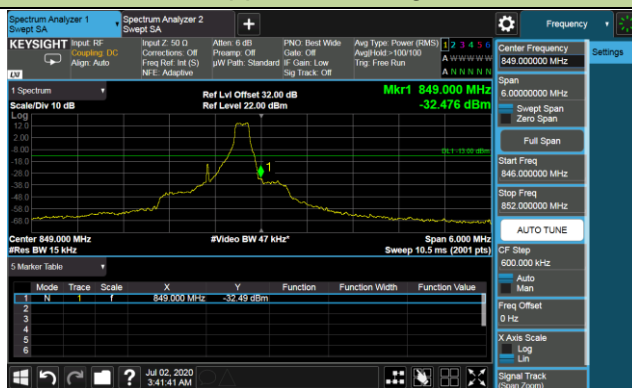 Spectrum Analyzer 1
Swept SA
Spectrum Analyzer 2
Swept SA
+
Frequency
KEYSIGHT
Input: RF
Coupling: DC
Align: Auto
Input Z: 50 Ω
Corrections: Off
Freq Ref: Int (S)
NFE: Adaptive
Atten: 6 dB
Preamp: Off
µW Path: Standard
PNO: Best Wide
Gate: Off
IF Gain: Low
Sig Track: Off
Avg Type: Power (RMS)
Avg|Hold:>100/100
Trig: Free Run
1 2 3 4 5 6
A W W W W W
A N N N N N
1 Spectrum
Scale/Div 10 dB
Ref Lvl Offset 32.00 dB
Ref Level 22.00 dBm
Mkr1 849.000 MHz
-32.476 dBm
Log
12.0
2.00
-8.00
-18.0
-28.0
-38.0
-48.0
-58.0
-68.0
DL1 -13.00 dBm
1
Center 849.000 MHz
#Video BW 47 kHz*
Span 6.000 MHz
#Res BW 15 kHz
Sweep 10.5 ms (2001 pts)
5 Marker Table
Mode Trace Scale X Y Function Function Width Function Value
1 N 1 f 849.000 MHz -32.49 dBm
2
3
4
5
6
?
Jul 02, 2020
3:41:41 AM
Center Frequency
849.000000 MHz
Settings
Span
6.00000000 MHz
Swept Span
Zero Span
Full Span
Start Freq
846.000000 MHz
Stop Freq
852.000000 MHz
AUTO TUNE
CF Step
600.000 kHz
Auto
Man
Freq Offset
0 Hz
X Axis Scale
Log
Lin
Signal Track
(Span Zoom)